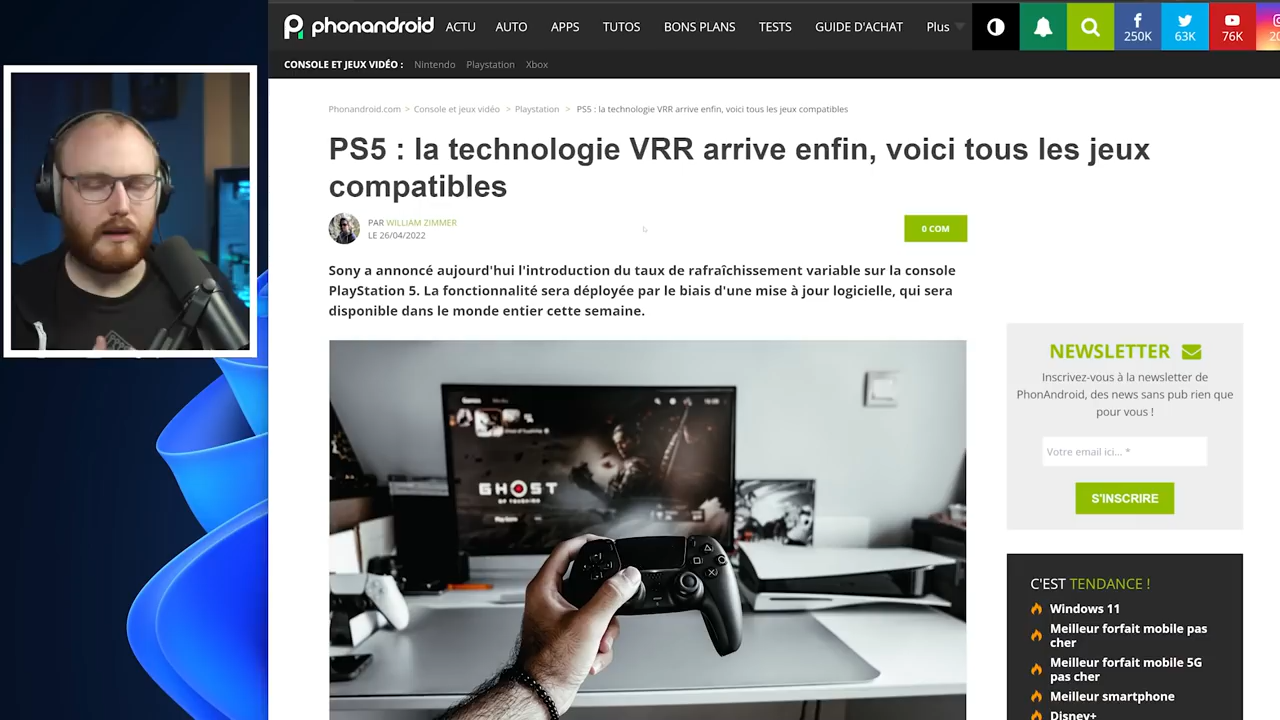 phonandroid
ACTU AUTO APPS TUTOS BONS PLANS TESTS GUIDE D'ACHAT Plus
250K 63K 76K
CONSOLE ET JEUX VIDÉO : Nintendo Playstation Xbox
Phonandroid.com > Console et jeux vidéo > Playstation > PS5 : la technologie VRR arrive enfin, voici tous les jeux compatibles
PS5 : la technologie VRR arrive enfin, voici tous les jeux
compatibles
PAR WILLIAM ZIMMER
LE 26/04/2022
0 COM
Sony a annoncé aujourd'hui l'introduction du taux de rafraîchissement variable sur la console
PlayStation 5. La fonctionnalité sera déployée par le biais d'une mise à jour logicielle, qui sera
disponible dans le monde entier cette semaine.
GHOST
NEWSLETTER
Inscrivez-vous à la newsletter de
PhonAndroid, des news sans pub rien que
pour vous !
Votre email ici... *
S'INSCRIRE
C'EST TENDANCE !
Windows 11
Meilleur forfait mobile pas
cher
Meilleur forfait mobile 5G
pas cher
Meilleur smartphone
Disney+